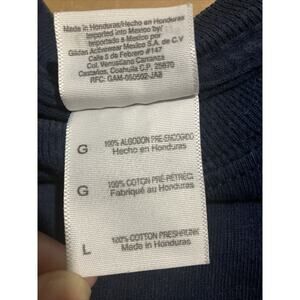 Made in Honduras/Hecho en Honduras
Imported into Mexico by/
Importado a Mexico por
Gildan Activewear Mexico S.A. de C.V
Calle 5 de Febrero #147
Col. Venustiano Carranza
Castaños, Coahuila C.P. 25870
RFC: GAM-050502-JA8
G 100% ALGODON PRE-ENCOGIDO
Hecho en Honduras
G 100% COTON PRÉ-RÉTRÉCI
Fabriqué au Honduras
L 100% COTTON PRESHRUNK
Made in Honduras